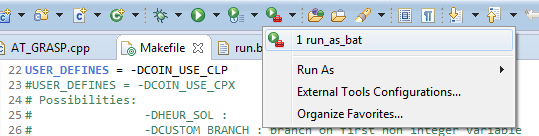 AT_GRASP.cpp
Makefile
run.b
1 run_as_bat
Run As
External Tools Configurations...
Organize Favorites...
22 USER_DEFINES = -DCOIN_USE_CLP
23 #USER_DEFINES = -DCOIN_USE_CPX
24 # Possibilities:
25 # -DHEUR_SOL :
26 # -DCUSTOM_BRANCH : branch on first non integer variable